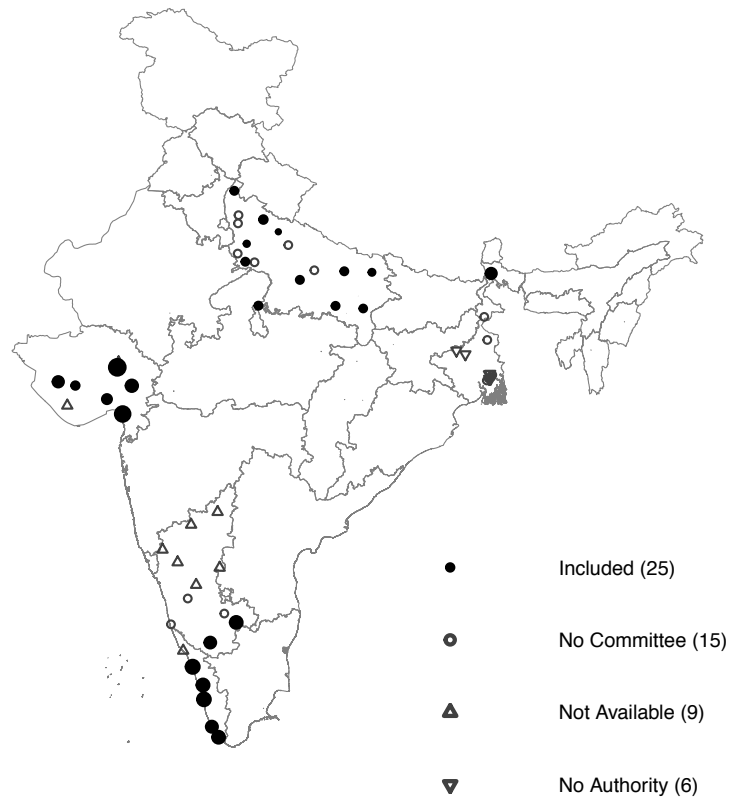 Included (25)
No Committee (15)
Not Available (9)
No Authority (6)